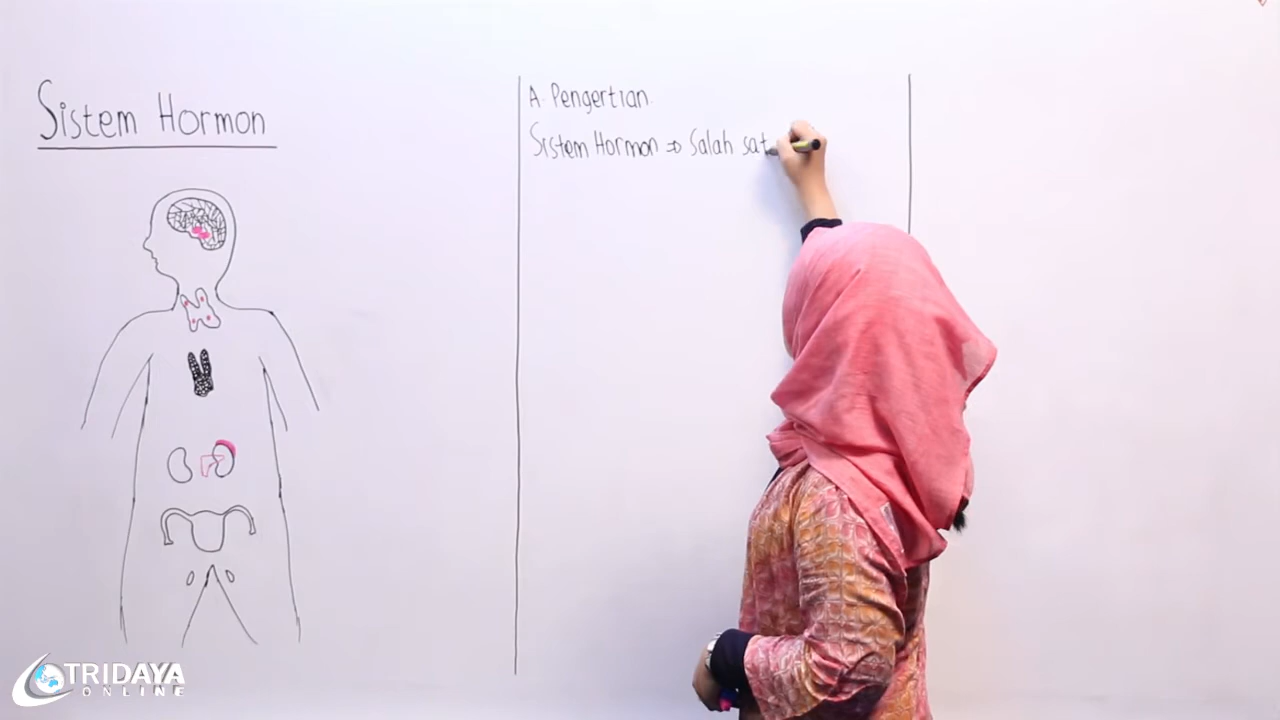 Sistem Hormon
A. Pengertian.
Sistem Hormon ⇒ Salah sat
TRIDAYA
ONLINE